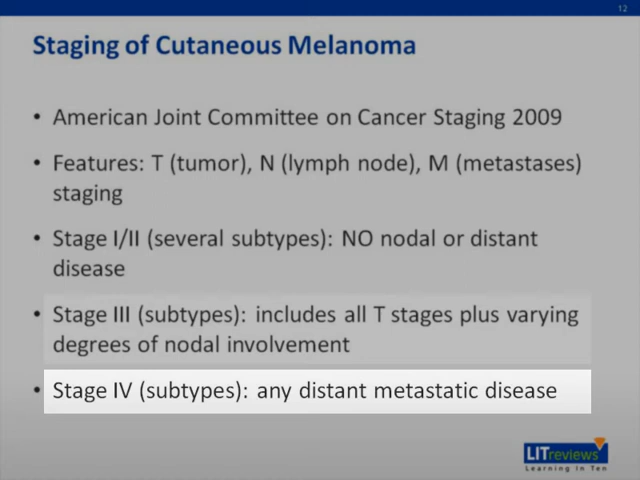 12
Staging of Cutaneous Melanoma
• American Joint Committee on Cancer Staging 2009
• Features: T (tumor), N (lymph node), M (metastases)
staging
• Stage I/II (several subtypes): NO nodal or distant
disease
• Stage III (subtypes): includes all T stages plus varying
degrees of nodal involvement
• Stage IV (subtypes): any distant metastatic disease
LITreviews
Learning in Ten